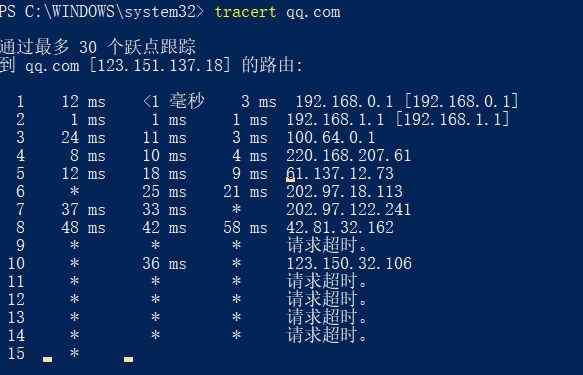 PS C:\WINDOWS\system32> tracert qq.com
通过最多 30 个跃点跟踪
到 qq.com [123.151.137.18] 的路由:
1 12 ms <1 毫秒 3 ms 192.168.0.1 [192.168.0.1]
2 1 ms 1 ms 1 ms 192.168.1.1 [192.168.1.1]
3 24 ms 11 ms 3 ms 100.64.0.1
4 8 ms 10 ms 4 ms 220.168.207.61
5 12 ms 18 ms 9 ms 61.137.12.73
6 * 25 ms 21 ms 202.97.18.113
7 37 ms 33 ms * 202.97.122.241
8 48 ms 42 ms 58 ms 42.81.32.162
9 * * * 请求超时。
10 * 36 ms * 123.150.32.106
11 * * * 请求超时。
12 * * * 请求超时。
13 * * * 请求超时。
14 * * * 请求超时。
15 *